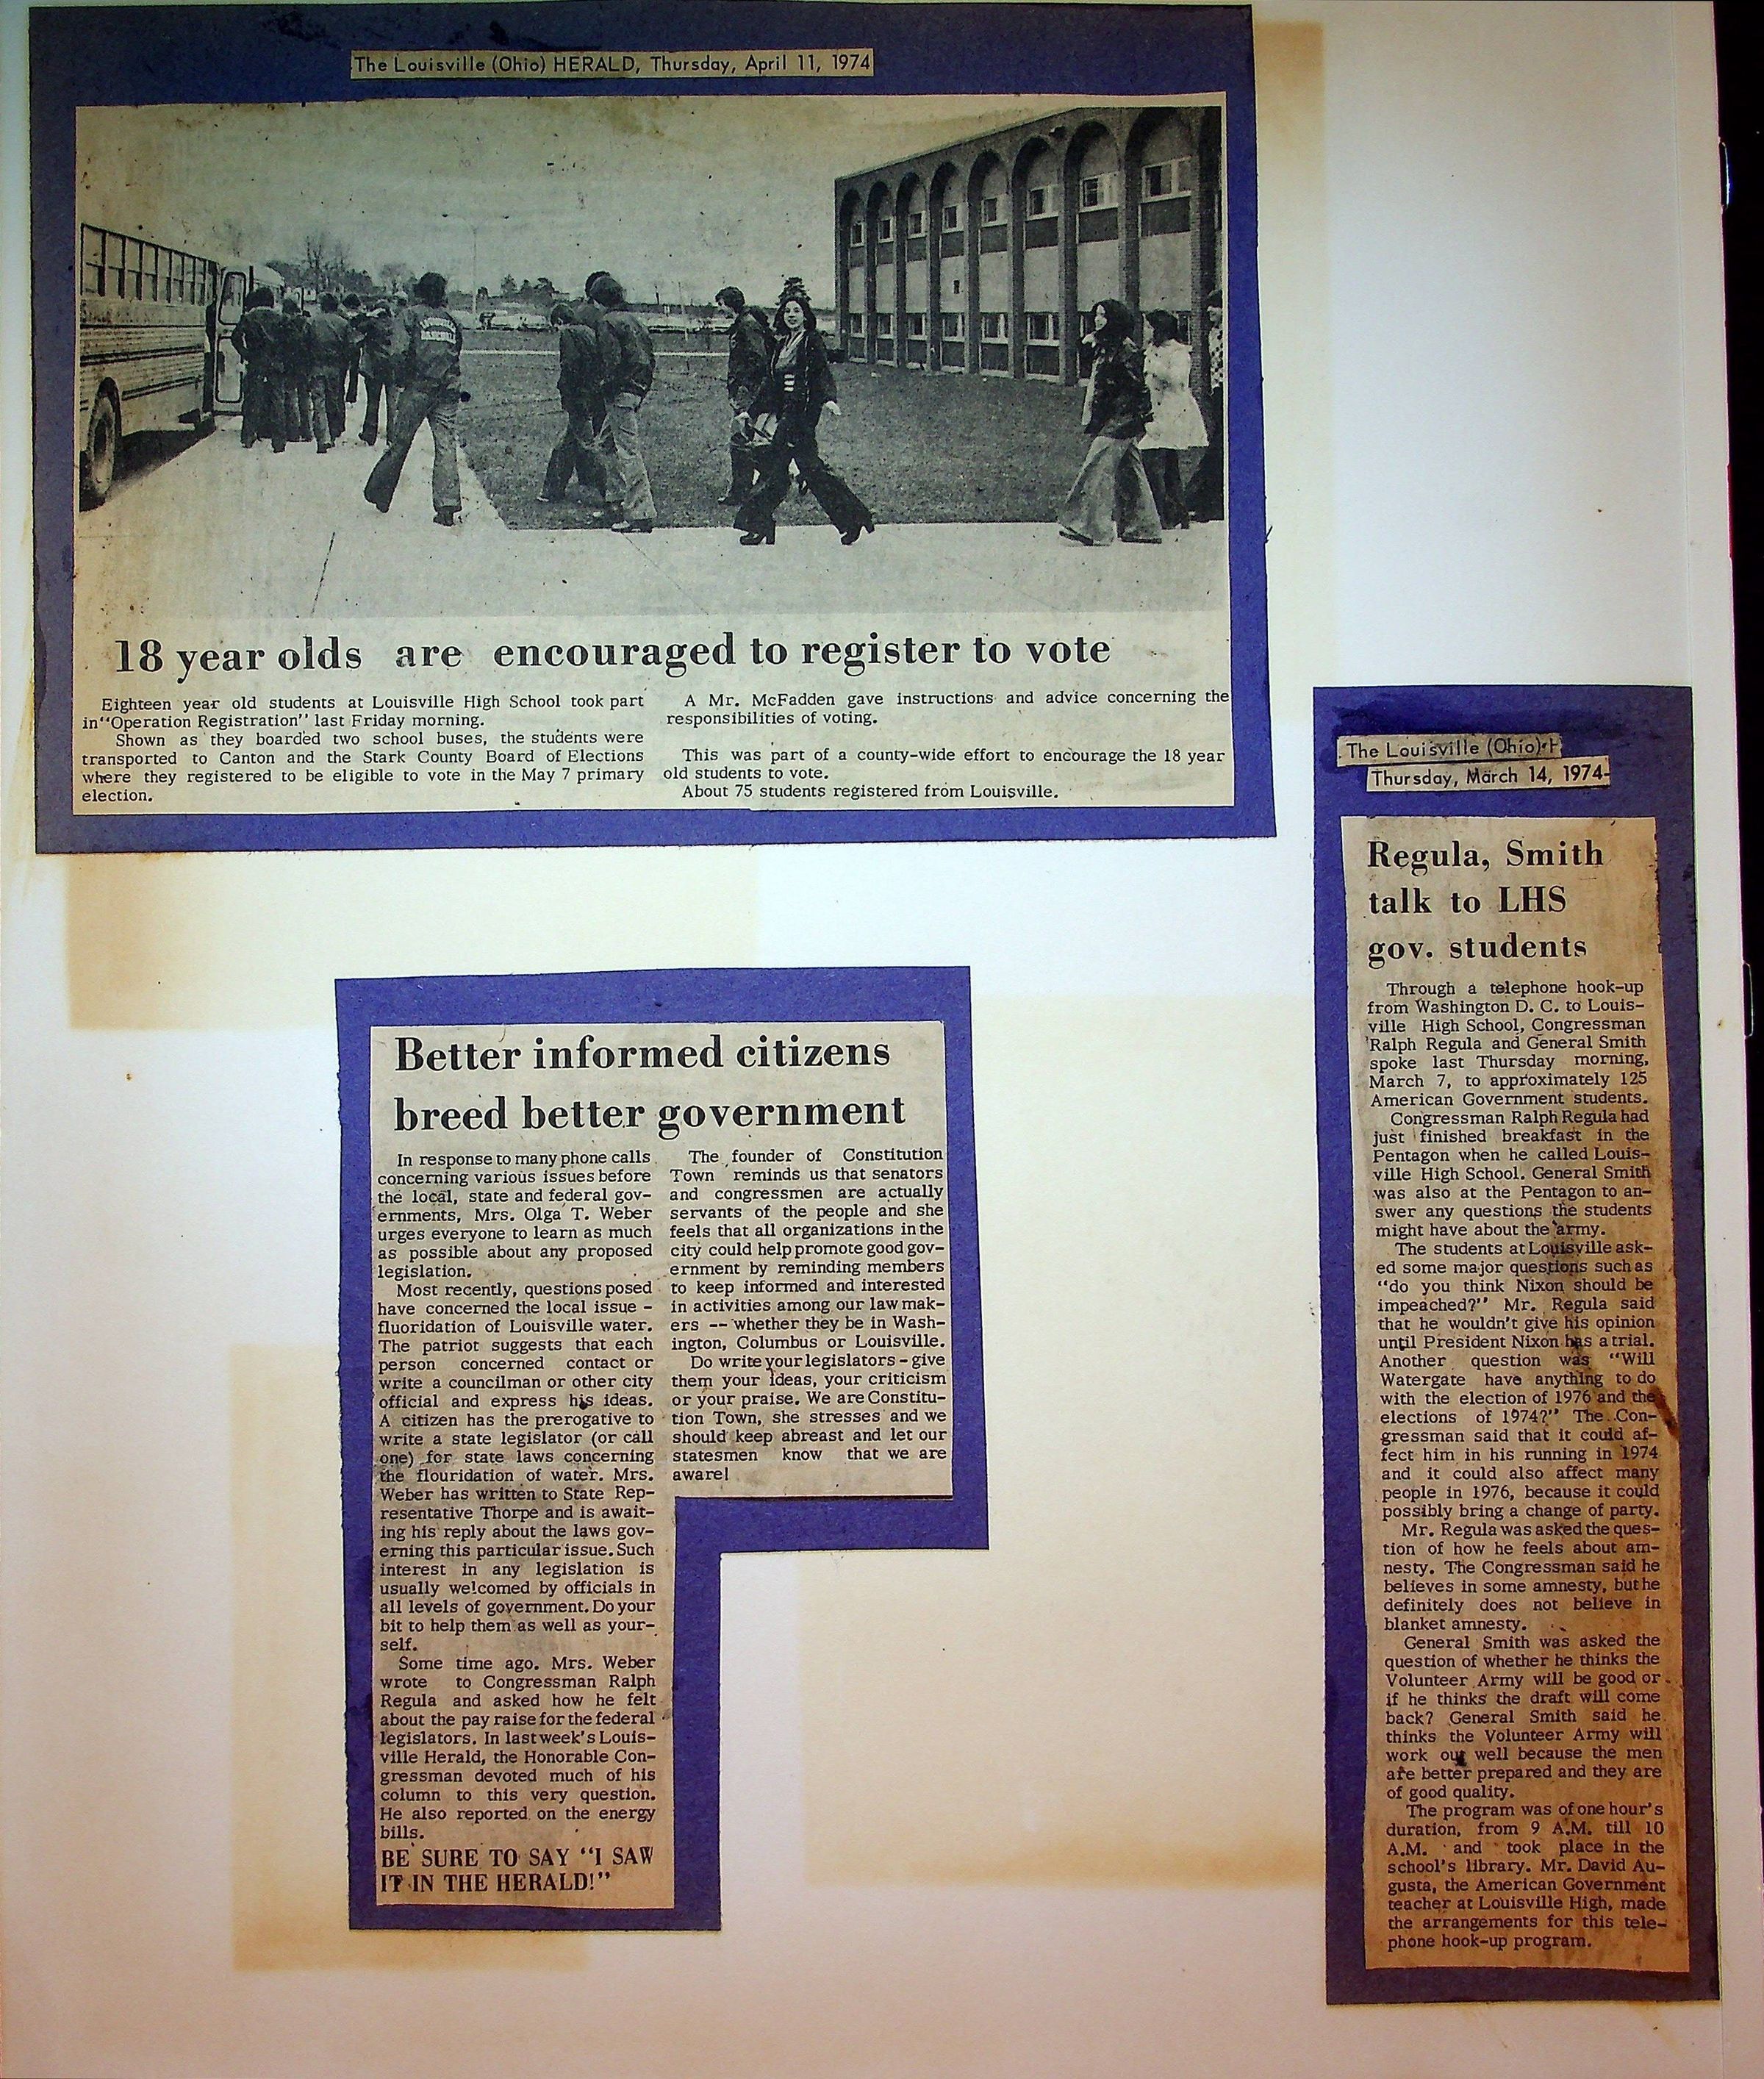 The Louisville (Ohio) HERALD, Thursday, April 11, 1974
18 year olds are encouraged to register to vote
Eighteen year old students at Louisville High School took part
in "Operation Registration" last Friday morning.
Shown as they boarded two school buses, the students were
transported to Canton and the Stark County Board of Elections
where they registered to be eligible to vote in the May 7 primary
election.
A Mr. McFadden gave instructions and advice concerning the
responsibilities of voting.
This was part of a county-wide effort to encourage the 18 year
old students to vote.
About 75 students registered from Louisville.
Better informed citizens
breed better government
In response to many phone calls
concerning various issues before
the local, state and federal gov-
ernments, Mrs. Olga T. Weber
urges everyone to learn as much
as possible about any proposed
legislation.
Most recently, questions posed
have concerned the local issue -
fluoridation of Louisville water.
The patriot suggests that each
person concerned contact or
write a councilman or other city
official and express his ideas.
A citizen has the prerogative to
write a state legislator (or call
one) for state laws concerning
the flouridation of water. Mrs.
Weber has written to State Rep-
resentative Thorpe and is await-
ing his reply about the laws gov-
erning this particular issue. Such
interest in any legislation is
usually welcomed by officials in
all levels of government. Do your
bit to help them as well as your-
self.
Some time ago. Mrs. Weber
wrote to Congressman Ralph
Regula and asked how he felt
about the pay raise for the federal
legislators. In last week's Louis-
ville Herald, the Honorable Con-
gressman devoted much of his
column to this very question.
He also reported on the energy
bills.
BE SURE TO SAY "I SAW
IT IN THE HERALD!"
The founder of Constitution
Town reminds us that senators
and congressmen are actually
servants of the people and she
feels that all organizations in the
city could help promote good gov-
ernment by reminding members
to keep informed and interested
in activities among our law mak-
ers -- whether they be in Wash-
ington, Columbus or Louisville.
Do write your legislators - give
them your ideas, your criticism
or your praise. We are Constitu-
tion Town, she stresses and we
should keep abreast and let our
statesmen know that we are
aware!
The Louisville (Ohio)
Thursday, March 14, 1974-
Regula, Smith
talk to LHS
gov. students
Through a telephone hook-up
from Washington D. C. to Louis-
ville High School, Congressman
Ralph Regula and General Smith
spoke last Thursday morning,
March 7, to approximately 125
American Government students.
Congressman Ralph Regula had
just finished breakfast in the
Pentagon when he called Louis-
ville High School. General Smith
was also at the Pentagon to an-
swer any questions the students
might have about the army.
The students at Louisville ask-
ed some major questions such as
"do you think Nixon should be
impeached?" Mr. Regula said
that he wouldn't give his opinion
until President Nixon has a trial.
Another question was "Will
Watergate have anything to do
with the election of 1976 and the
elections of 1974?" The Con-
gressman said that it could af-
fect him in his running in 1974
and it could also affect many
people in 1976, because it could
possibly bring a change of party.
Mr. Regula was asked the ques-
tion of how he feels about am-
nesty. The Congressman said he
believes in some amnesty, but he
definitely does not believe in
blanket amnesty.
General Smith was asked the
question of whether he thinks the
Volunteer Army will be good or
if he thinks the draft will come
back? General Smith said he
thinks the Volunteer Army will
work out well because the men
are better prepared and they are
of good quality.
The program was of one hour's
duration, from 9 A.M. till 10
A.M. and took place in the
school's library. Mr. David Au-
gusta, the American Government
teacher at Louisville High, made
the arrangements for this tele-
phone hook-up program.